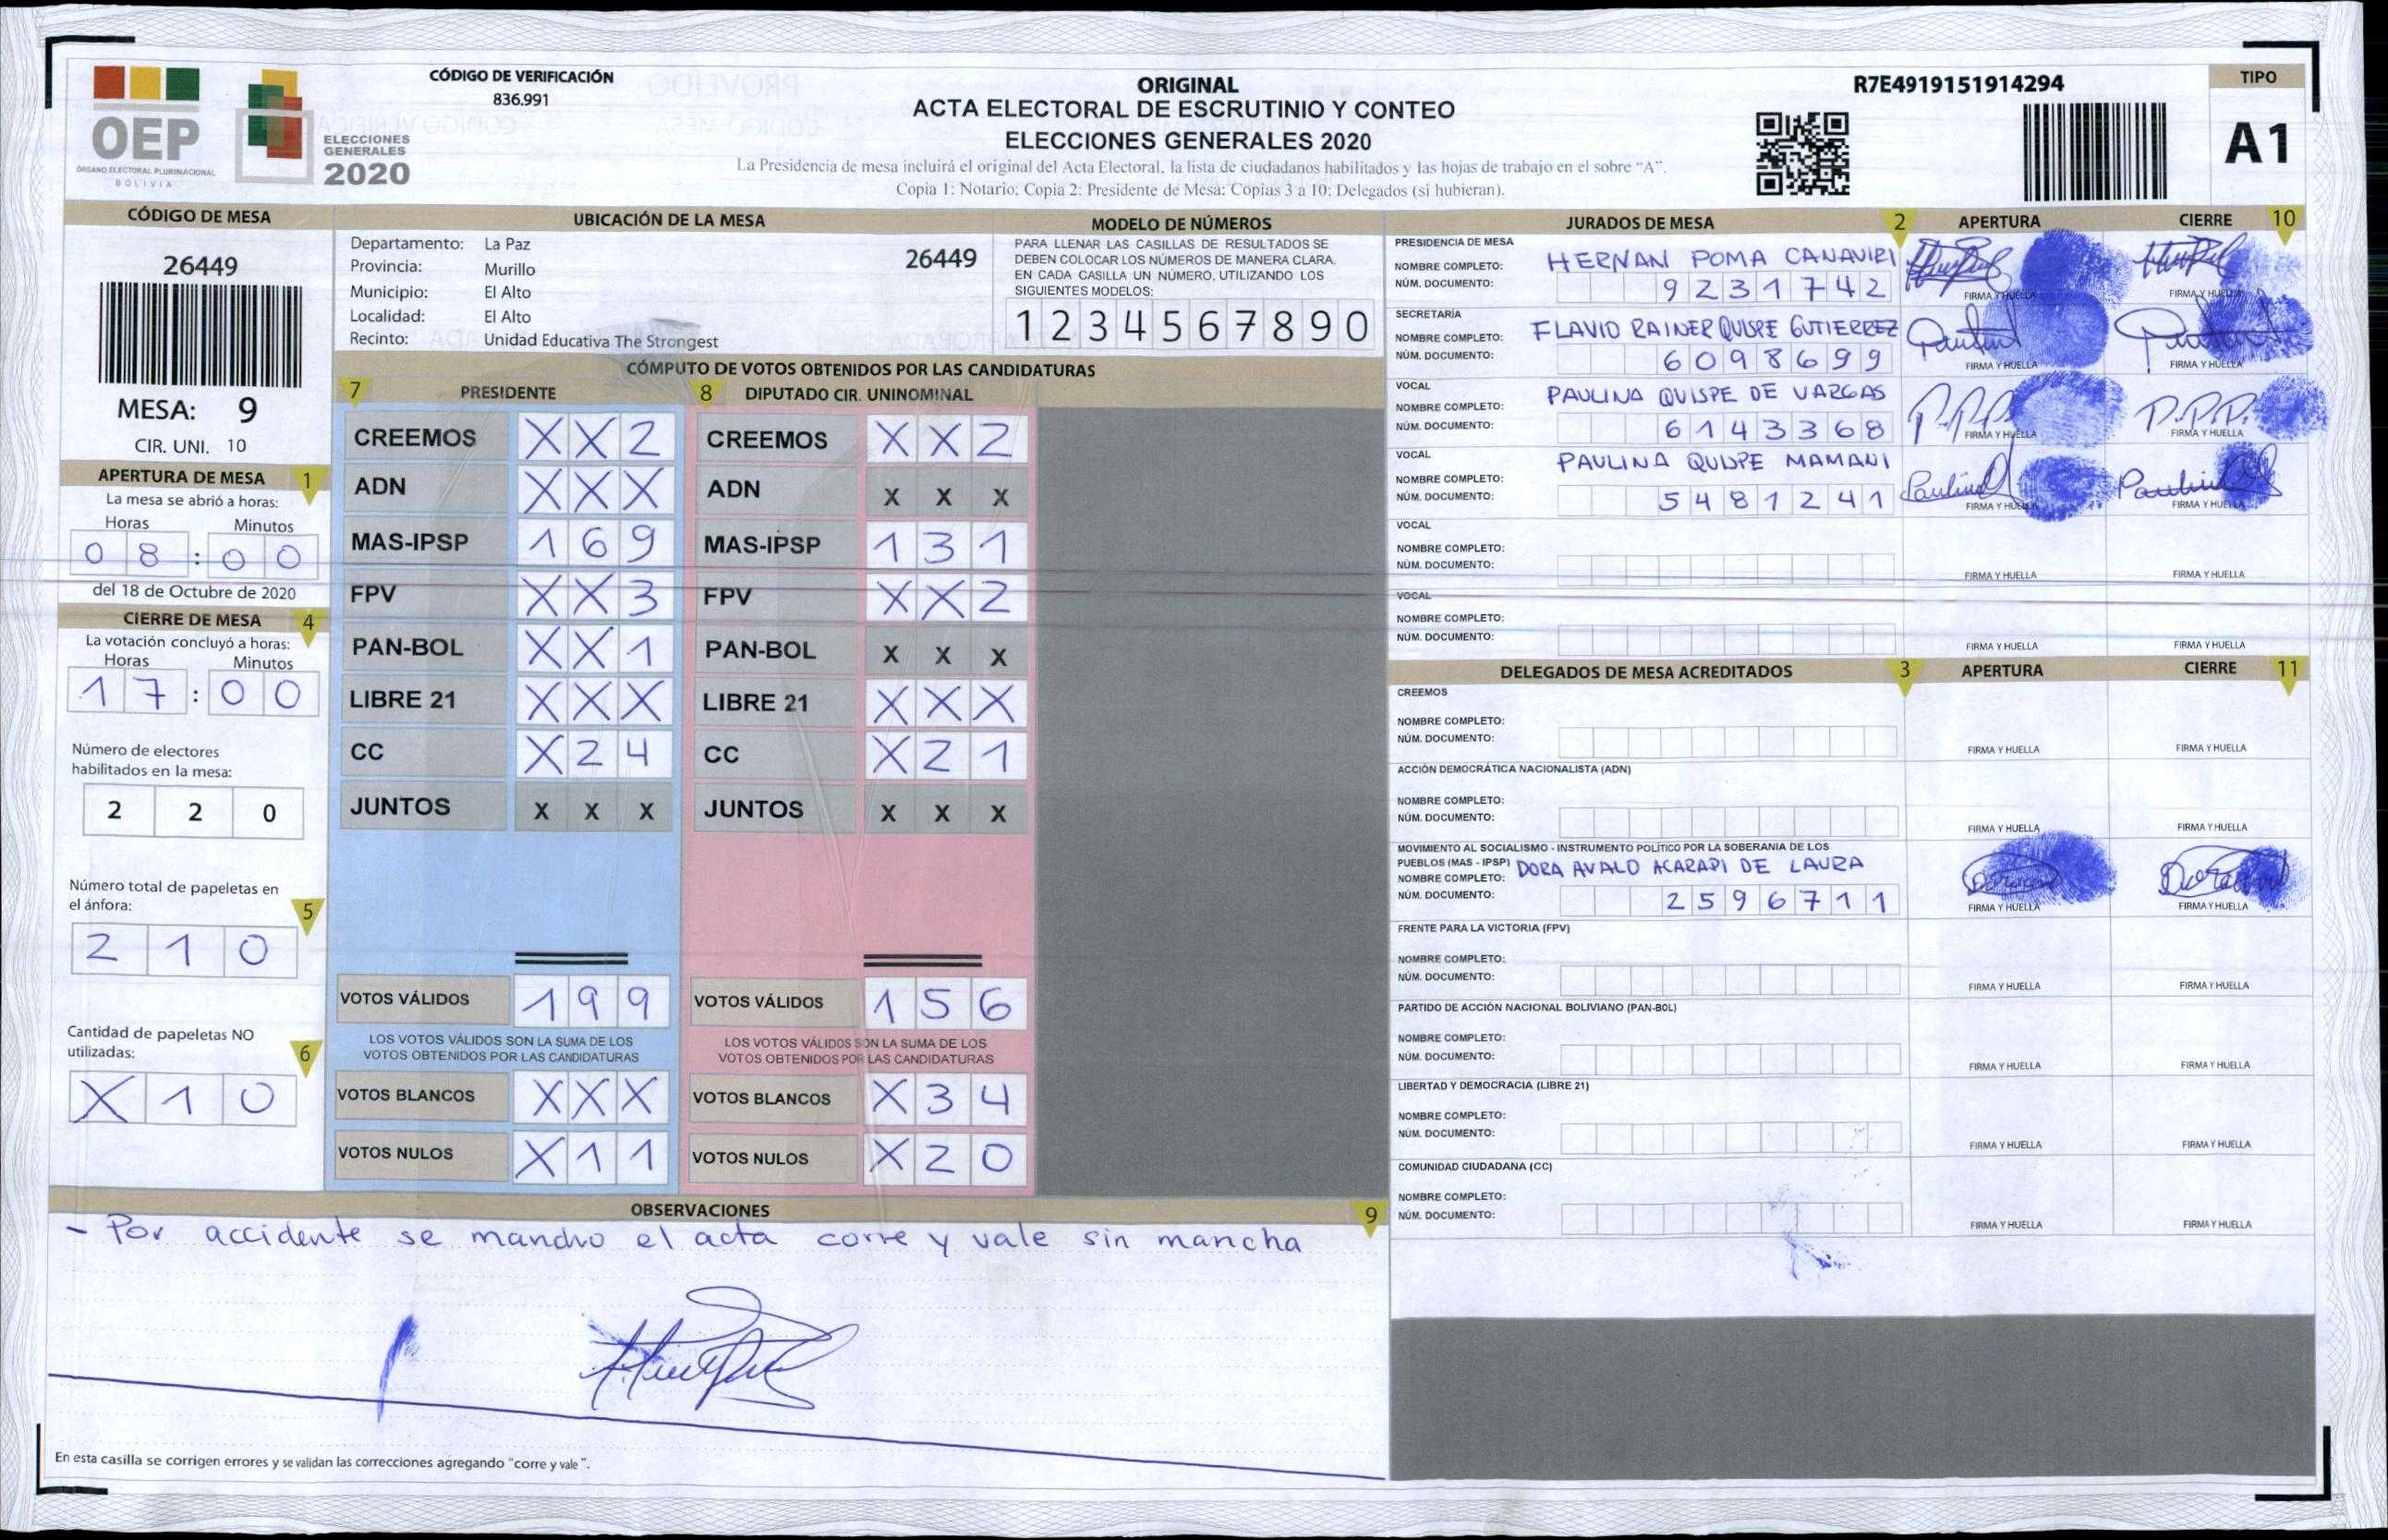 OEP
ÓRGANO ELECTORAL PLURINACIONAL
BOLIVIA
ELECCIONES
GENERALES
2020
CÓDIGO DE VERIFICACIÓN
836.991
ORIGINAL
ACTA ELECTORAL DE ESCRUTINIO Y CONTEO
ELECCIONES GENERALES 2020
La Presidencia de mesa incluirá el original del Acta Electoral, la lista de ciudadanos habilitados y las hojas de trabajo en el sobre "A".
Copia 1: Notario; Copia 2: Presidente de Mesa; Copias 3 a 10: Delegados (si hubieran).
R7E4919151914294
TIPO
A1
CÓDIGO DE MESA
26449
MESA: 9
CIR. UNI. 10
APERTURA DE MESA 1
La mesa se abrió a horas:
Horas Minutos
08:00
del 18 de Octubre de 2020
CIERRE DE MESA 4
La votación concluyó a horas:
Horas Minutos
17:00
Número de electores
habilitados en la mesa:
2 2 0
Número total de papeletas en
el ánfora: 5
2 1 0
Cantidad de papeletas NO
utilizadas: 6
X 1 0
UBICACIÓN DE LA MESA
Departamento: La Paz 26449
Provincia: Murillo
Municipio: El Alto
Localidad: El Alto
Recinto: Unidad Educativa The Strongest
MODELO DE NÚMEROS
PARA LLENAR LAS CASILLAS DE RESULTADOS SE
DEBEN COLOCAR LOS NÚMEROS DE MANERA CLARA.
EN CADA CASILLA UN NÚMERO, UTILIZANDO LOS
SIGUIENTES MODELOS:
1 2 3 4 5 6 7 8 9 0
CÓMPUTO DE VOTOS OBTENIDOS POR LAS CANDIDATURAS
7 PRESIDENTE
CREEMOS X X 2
ADN X X X
MAS-IPSP 1 6 9
FPV X X 3
PAN-BOL X X 1
LIBRE 21 X X X
CC X 2 4
JUNTOS X X X
VOTOS VÁLIDOS 1 9 9
LOS VOTOS VÁLIDOS SON LA SUMA DE LOS
VOTOS OBTENIDOS POR LAS CANDIDATURAS
VOTOS BLANCOS X X X
VOTOS NULOS X 1 1
8 DIPUTADO CIR. UNINOMINAL
CREEMOS X X 2
ADN X X X
MAS-IPSP 1 3 1
FPV X X 2
PAN-BOL X X X
LIBRE 21 X X X
CC X 2 1
JUNTOS X X X
VOTOS VÁLIDOS 1 5 6
LOS VOTOS VÁLIDOS SON LA SUMA DE LOS
VOTOS OBTENIDOS POR LAS CANDIDATURAS
VOTOS BLANCOS X 3 4
VOTOS NULOS X 2 0
OBSERVACIONES 9
- Por accidente se mancho el acta corre y vale sin mancha
En esta casilla se corrigen errores y se validan las correcciones agregando "corre y vale".
JURADOS DE MESA 2 APERTURA CIERRE 10
PRESIDENCIA DE MESA
NOMBRE COMPLETO: HERNAN POMA CANAVIRI
NÚM. DOCUMENTO: 9231742
FIRMA Y HUELLA FIRMA Y HUELLA
SECRETARÍA
NOMBRE COMPLETO: FLAVIO RAINER QUISPE GUTIERREZ
NÚM. DOCUMENTO: 6098699
FIRMA Y HUELLA FIRMA Y HUELLA
VOCAL
NOMBRE COMPLETO: PAULINA QUISPE DE VARGAS
NÚM. DOCUMENTO: 6143368
P.P.P. P.P.P.
FIRMA Y HUELLA FIRMA Y HUELLA
VOCAL
NOMBRE COMPLETO: PAULINA QUISPE MAMANI
NÚM. DOCUMENTO: 5481241
FIRMA Y HUELLA FIRMA Y HUELLA
VOCAL
NOMBRE COMPLETO:
NÚM. DOCUMENTO:
FIRMA Y HUELLA FIRMA Y HUELLA
VOCAL
NOMBRE COMPLETO:
NÚM. DOCUMENTO:
FIRMA Y HUELLA FIRMA Y HUELLA
DELEGADOS DE MESA ACREDITADOS 3 APERTURA CIERRE 11
CREEMOS
NOMBRE COMPLETO:
NÚM. DOCUMENTO:
FIRMA Y HUELLA FIRMA Y HUELLA
ACCIÓN DEMOCRÁTICA NACIONALISTA (ADN)
NOMBRE COMPLETO:
NÚM. DOCUMENTO:
FIRMA Y HUELLA FIRMA Y HUELLA
MOVIMIENTO AL SOCIALISMO - INSTRUMENTO POLÍTICO POR LA SOBERANIA DE LOS
PUEBLOS (MAS - IPSP)
NOMBRE COMPLETO: DORA AVALO ACARAPI DE LAURA
NÚM. DOCUMENTO: 2596711
FIRMA Y HUELLA FIRMA Y HUELLA
FRENTE PARA LA VICTORIA (FPV)
NOMBRE COMPLETO:
NÚM. DOCUMENTO:
FIRMA Y HUELLA FIRMA Y HUELLA
PARTIDO DE ACCIÓN NACIONAL BOLIVIANO (PAN-BOL)
NOMBRE COMPLETO:
NÚM. DOCUMENTO:
FIRMA Y HUELLA FIRMA Y HUELLA
LIBERTAD Y DEMOCRACIA (LIBRE 21)
NOMBRE COMPLETO:
NÚM. DOCUMENTO:
FIRMA Y HUELLA FIRMA Y HUELLA
COMUNIDAD CIUDADANA (CC)
NOMBRE COMPLETO:
NÚM. DOCUMENTO:
FIRMA Y HUELLA FIRMA Y HUELLA